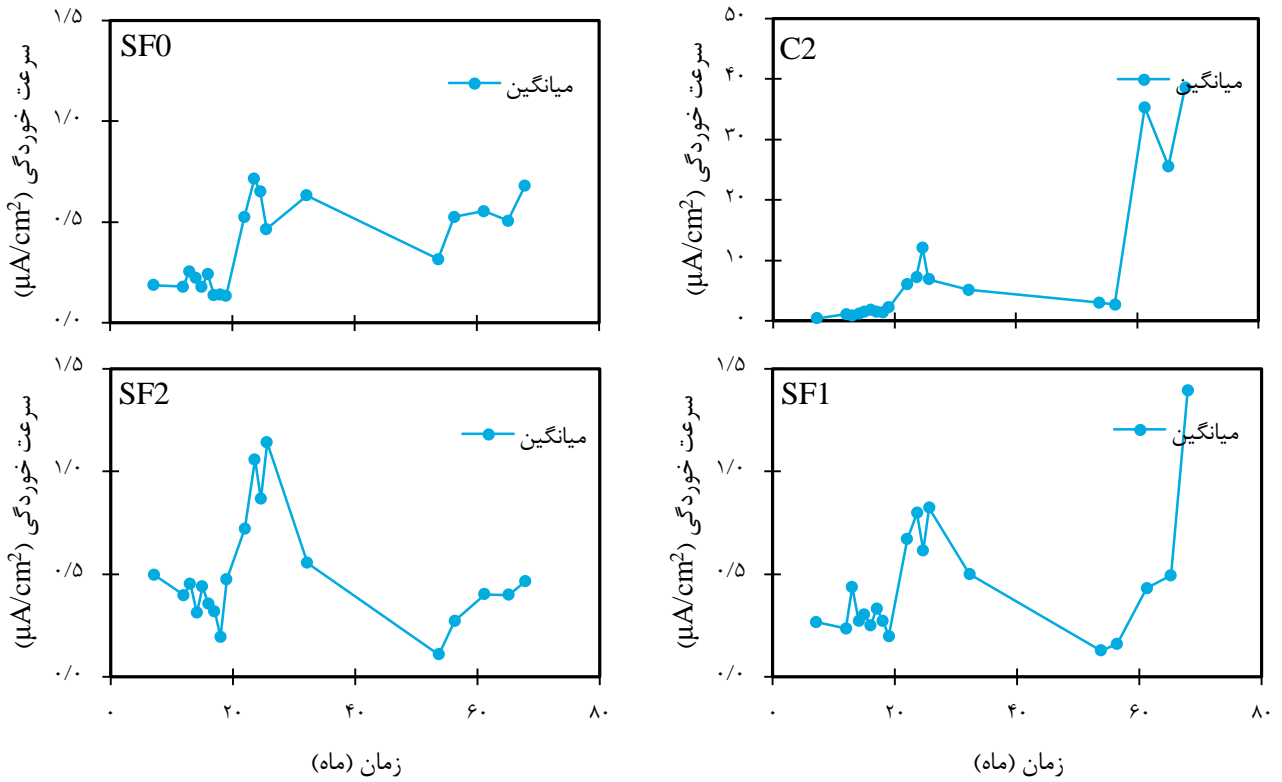 SF0
میانگین
سرعت خوردگی (μA/cm²)
۱/۵
۱/۰
۰/۵
۰/۰
C2
میانگین
سرعت خوردگی (μA/cm²)
۵۰
۴۰
۳۰
۲۰
۱۰
۰
SF2
میانگین
سرعت خوردگی (μA/cm²)
۱/۵
۱/۰
۰/۵
۰/۰
۰ ۲۰ ۴۰ ۶۰ ۸۰
زمان (ماه)
SF1
میانگین
سرعت خوردگی (μA/cm²)
۱/۵
۱/۰
۰/۵
۰/۰
۰ ۲۰ ۴۰ ۶۰ ۸۰
زمان (ماه)